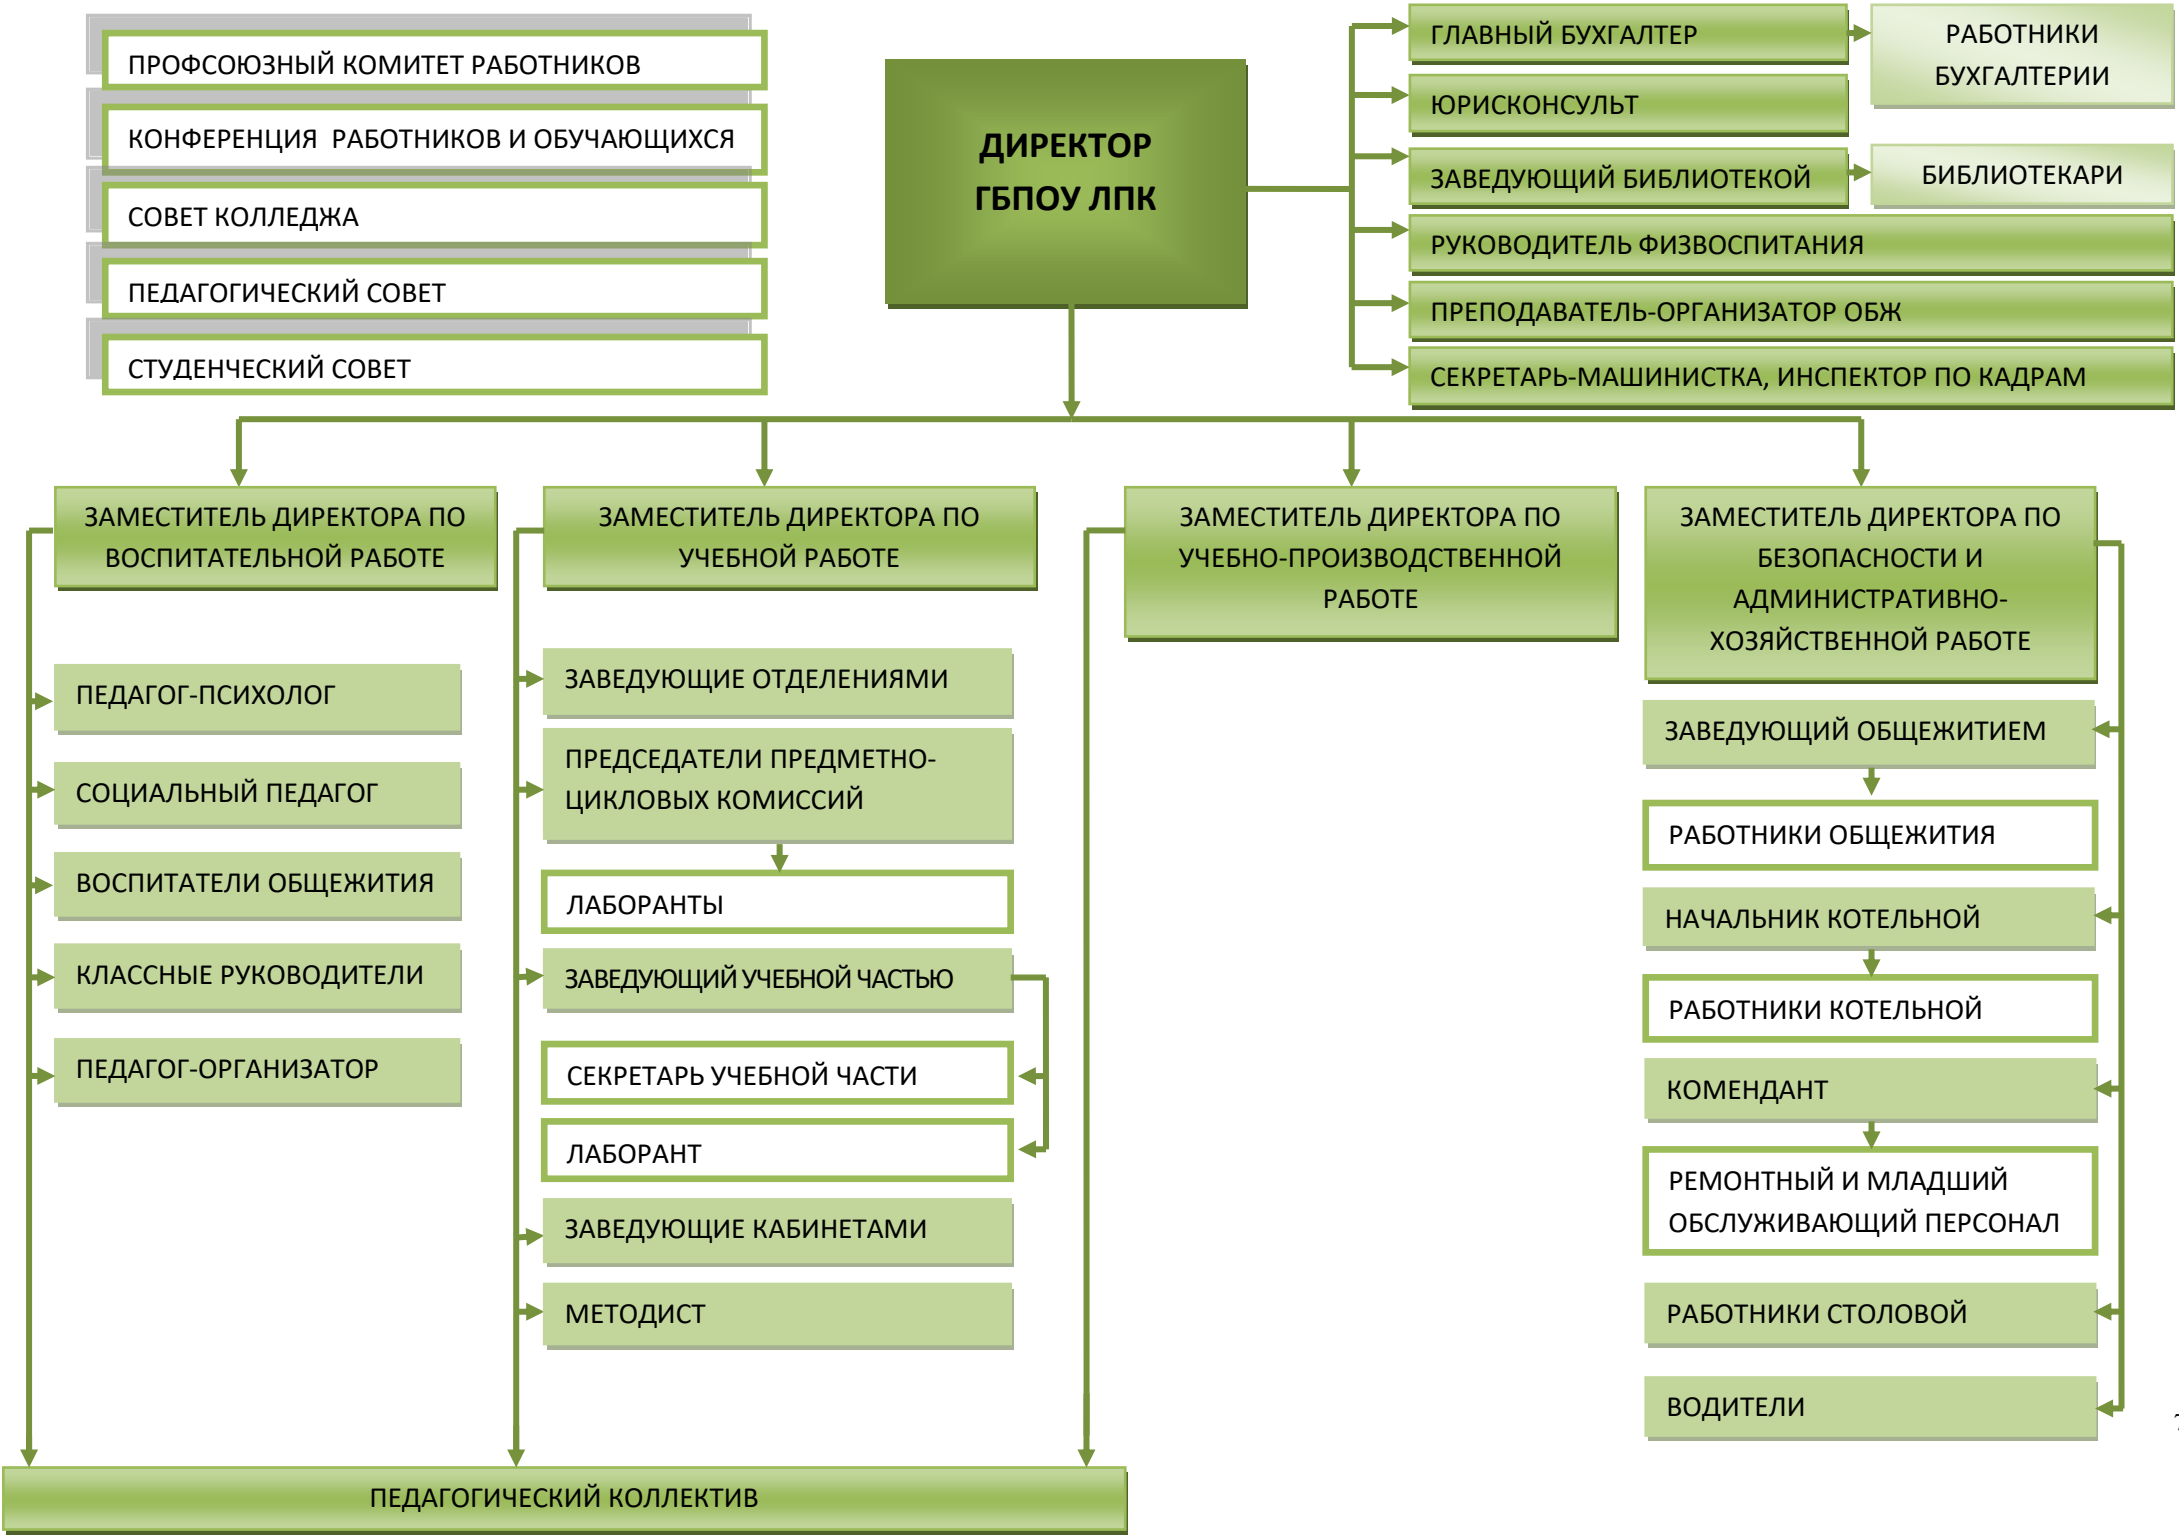 ПРОФСОЮЗНЫЙ КОМИТЕТ РАБОТНИКОВ
КОНФЕРЕНЦИЯ РАБОТНИКОВ И ОБУЧАЮЩИХСЯ
СОВЕТ КОЛЛЕДЖА
ПЕДАГОГИЧЕСКИЙ СОВЕТ
СТУДЕНЧЕСКИЙ СОВЕТ
ДИРЕКТОР
ГБПОУ ЛПК
ГЛАВНЫЙ БУХГАЛТЕР
РАБОТНИКИ
БУХГАЛТЕРИИ
ЮРИСКОНСУЛЬТ
ЗАВЕДУЮЩИЙ БИБЛИОТЕКОЙ
БИБЛИОТЕКАРИ
РУКОВОДИТЕЛЬ ФИЗВОСПИТАНИЯ
ПРЕПОДАВАТЕЛЬ-ОРГАНИЗАТОР ОБЖ
СЕКРЕТАРЬ-МАШИНИСТКА, ИНСПЕКТОР ПО КАДРАМ
ЗАМЕСТИТЕЛЬ ДИРЕКТОРА ПО
ВОСПИТАТЕЛЬНОЙ РАБОТЕ
ПЕДАГОГ-ПСИХОЛОГ
СОЦИАЛЬНЫЙ ПЕДАГОГ
ВОСПИТАТЕЛИ ОБЩЕЖИТИЯ
КЛАССНЫЕ РУКОВОДИТЕЛИ
ПЕДАГОГ-ОРГАНИЗАТОР
ЗАМЕСТИТЕЛЬ ДИРЕКТОРА ПО
УЧЕБНОЙ РАБОТЕ
ЗАВЕДУЮЩИЕ ОТДЕЛЕНИЯМИ
ПРЕДСЕДАТЕЛИ ПРЕДМЕТНО-
ЦИКЛОВЫХ КОМИССИЙ
ЛАБОРАНТЫ
ЗАВЕДУЮЩИЙ УЧЕБНОЙ ЧАСТЬЮ
СЕКРЕТАРЬ УЧЕБНОЙ ЧАСТИ
ЛАБОРАНТ
ЗАВЕДУЮЩИЕ КАБИНЕТАМИ
МЕТОДИСТ
ЗАМЕСТИТЕЛЬ ДИРЕКТОРА ПО
УЧЕБНО-ПРОИЗВОДСТВЕННОЙ
РАБОТЕ
ЗАМЕСТИТЕЛЬ ДИРЕКТОРА ПО
БЕЗОПАСНОСТИ И
АДМИНИСТРАТИВНО-
ХОЗЯЙСТВЕННОЙ РАБОТЕ
ЗАВЕДУЮЩИЙ ОБЩЕЖИТИЕМ
РАБОТНИКИ ОБЩЕЖИТИЯ
НАЧАЛЬНИК КОТЕЛЬНОЙ
РАБОТНИКИ КОТЕЛЬНОЙ
КОМЕНДАНТ
РЕМОНТНЫЙ И МЛАДШИЙ
ОБСЛУЖИВАЮЩИЙ ПЕРСОНАЛ
РАБОТНИКИ СТОЛОВОЙ
ВОДИТЕЛИ
ПЕДАГОГИЧЕСКИЙ КОЛЛЕКТИВ